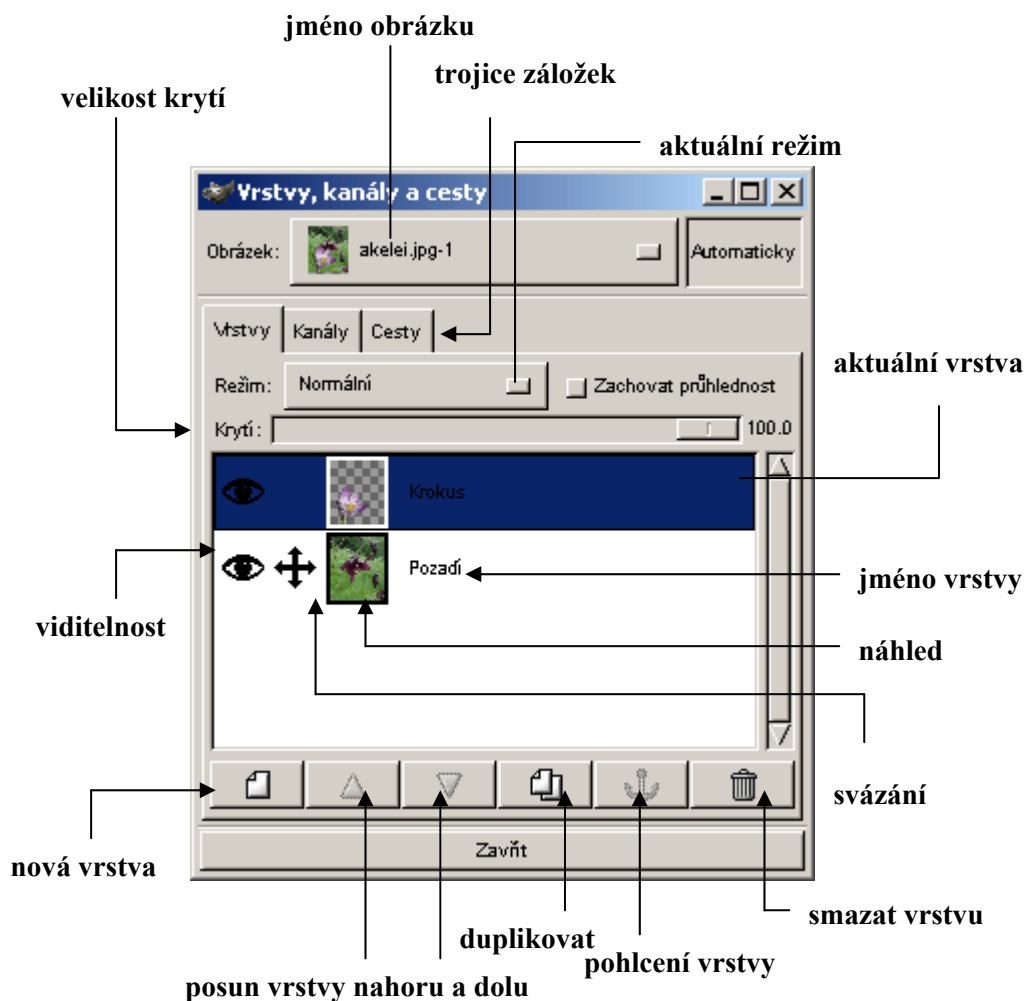 jméno obrázku
trojice záložek
velikost krytí
aktuální režim
Vrstvy, kanály a cesty
Obrázek:
akelei.jpg-1
Automaticky
Vrstvy
Kanály
Cesty
aktuální vrstva
Režim:
Normální
Zachovat průhlednost
Krytí:
100.0
Krokus
Pozadí
jméno vrstvy
viditelnost
náhled
svázání
nová vrstva
Zavřít
smazat vrstvu
duplikovat
pohlcení vrstvy
posun vrstvy nahoru a dolu